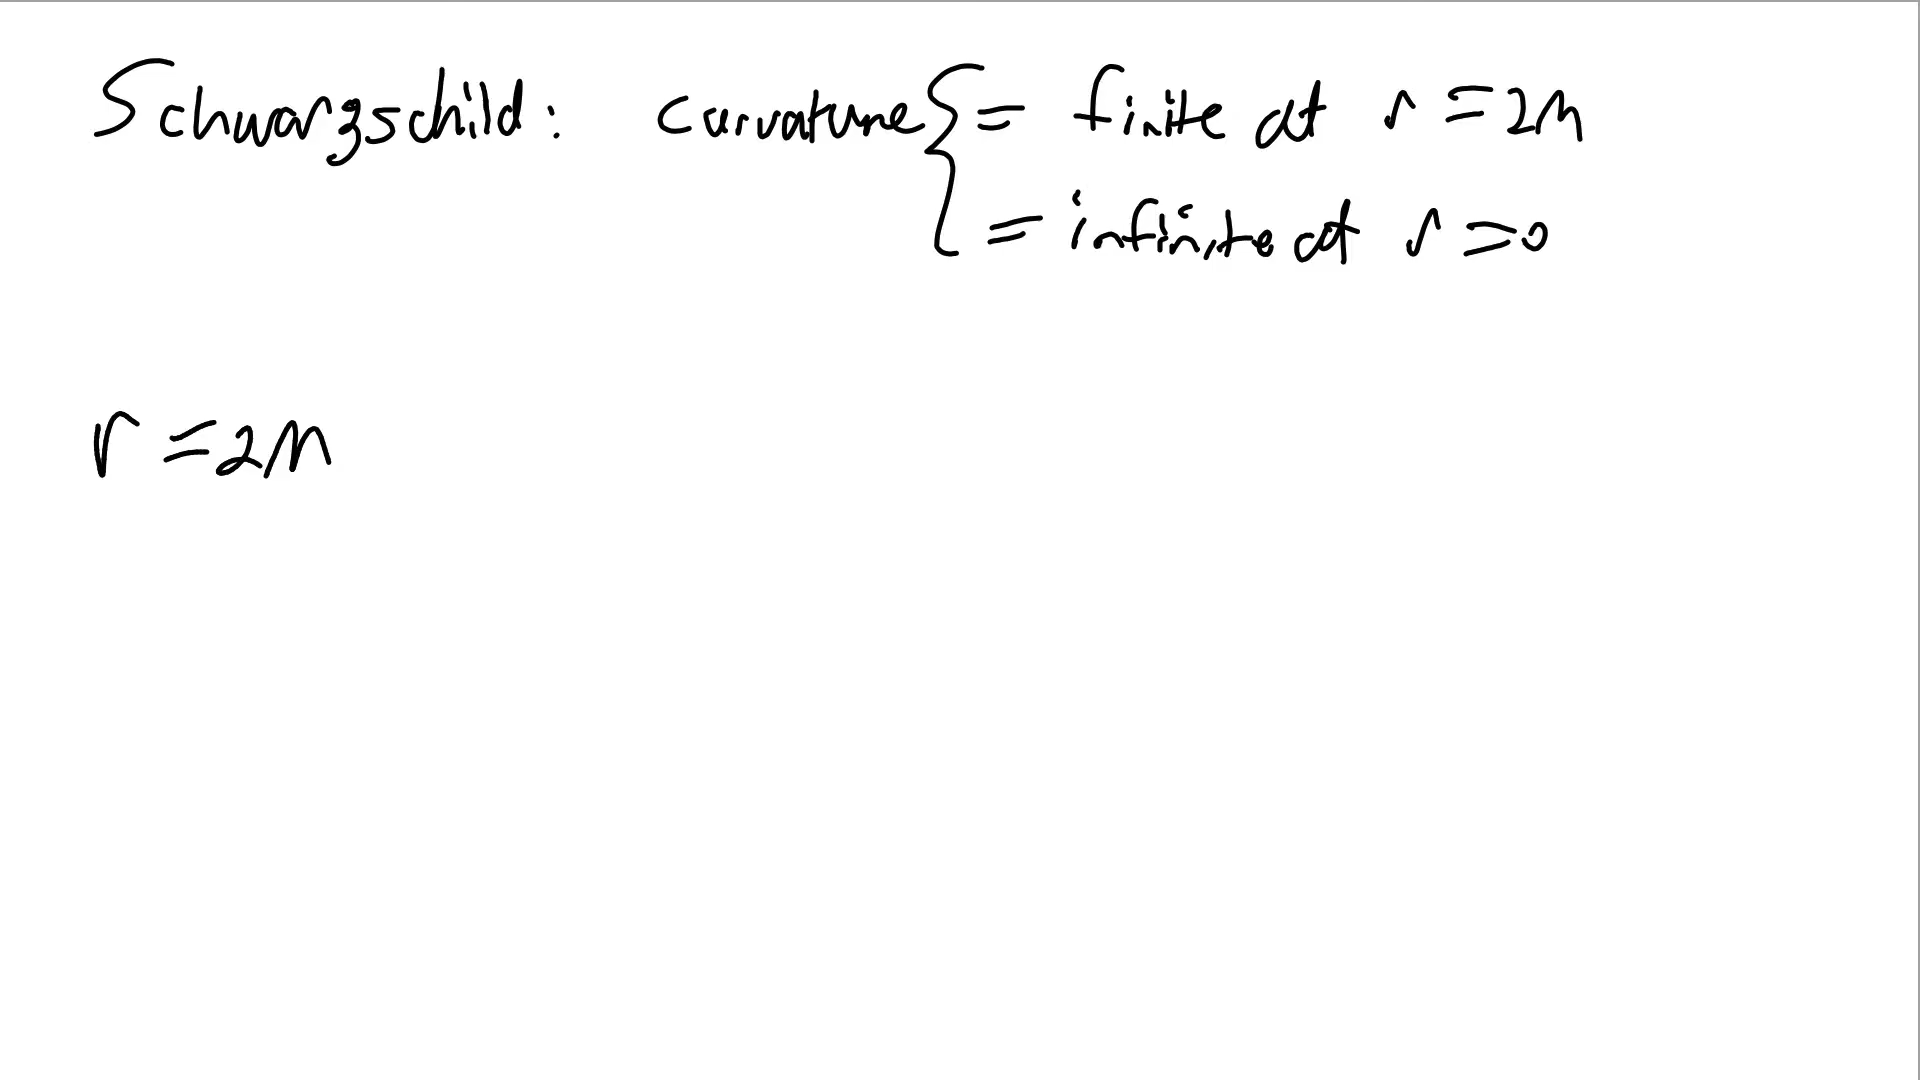 Schwarzschild: curvature { = finite at r = 2M
= infinite at r = 0
r = 2M